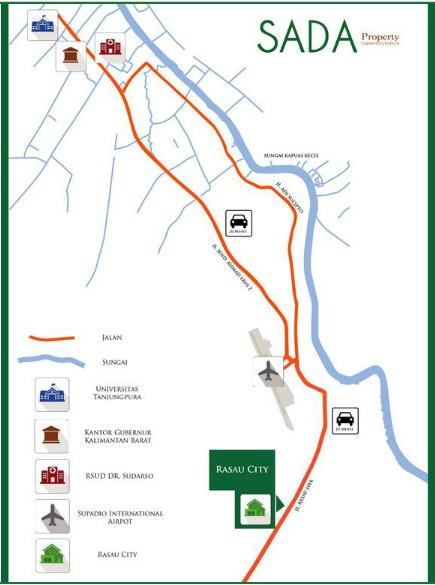 SADA
Property
SUNGAI KAPUAS KECIL
JL. ADI SUCIPTO
20 MENIT
JL. JEND. AHMAD YANI 2
JALAN
SUNGAI
UNIVERSITAS
TANJUNGPURA
KANTOR GUBERNUR
KALIMANTAN BARAT
RSUD DR. SUDARSO
SUPADIO INTERNATIONAL
AIRPOT
RASAU CITY
15 MENIT
RASAU CITY
JL. RASAU JAYA